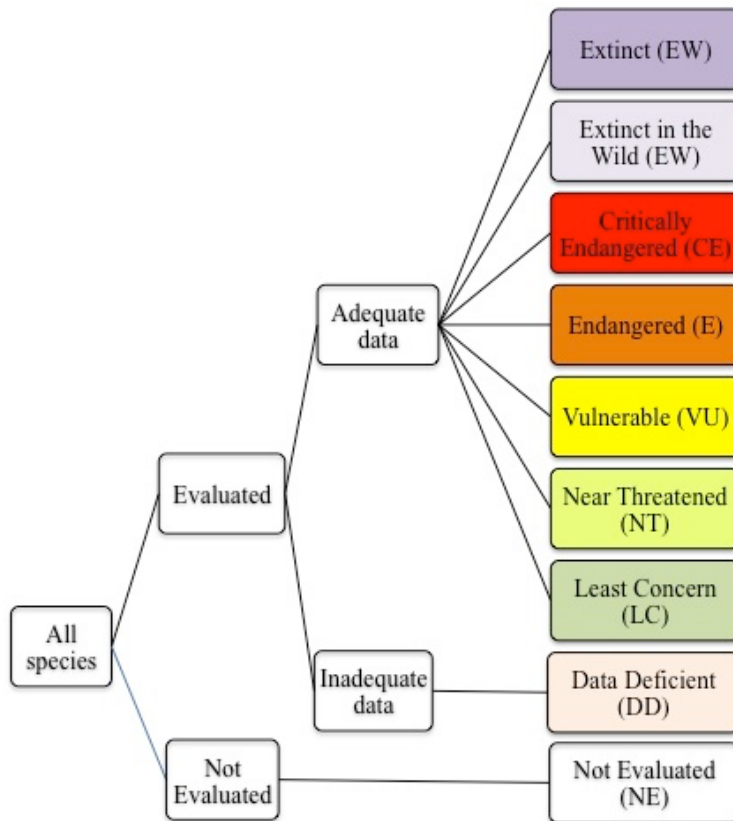 Extinct (EW)
Extinct in the
Wild (EW)
Critically
Endangered (CE)
Adequate
data
Endangered (E)
Vulnerable (VU)
Evaluated
Near Threatened
(NT)
Least Concern
(LC)
All
species
Inadequate
data
Data Deficient
(DD)
Not
Evaluated
Not Evaluated
(NE)